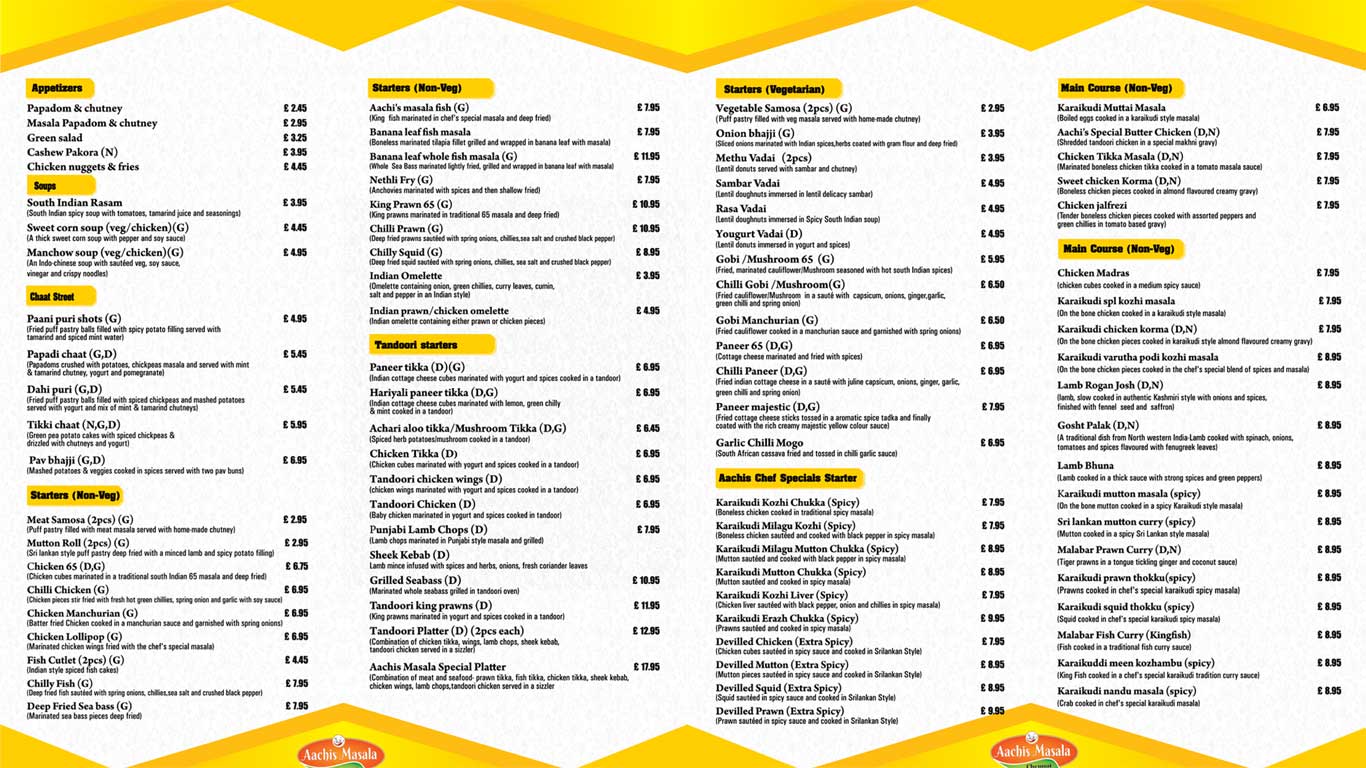 Appetizers
Papadom & chutney £ 2.45
Masala Papadom & chutney £ 2.95
Green salad £ 3.25
Cashew Pakora (N) £ 3.95
Chicken nuggets & fries £ 4.45
Soups
South Indian Rasam £ 3.95
(South Indian spicy soup with tomatoes, tamarind juice and seasonings)
Sweet corn soup (veg/chicken)(G) £ 4.45
(A thick sweet corn soup with pepper and soy sauce)
Manchow soup (veg/chicken)(G) £ 4.95
(An Indo-chinese soup with sautéed veg, soy sauce,
vinegar and crispy noodles)
Chaat Street
Paani puri shots (G) £ 4.95
(Fried puff pastry balls filled with spicy potato filling served with
tamarind and spiced mint water)
Papadi chaat (G,D) £ 5.45
(Papadoms crushed with potatoes, chickpeas masala and served with mint
& tamarind chutney, yogurt and pomegranate)
Dahi puri (G,D) £ 5.45
(Fried puff pastry balls filled with spiced chickpeas and mashed potatoes
served with yogurt and mix of mint & tamarind chutneys)
Tikki chaat (N,G,D) £ 5.95
(Green pea potato cakes with spiced chickpeas &
drizzled with chutneys and yogurt)
Pav bhajji (G,D) £ 6.95
(Mashed potatoes & veggies cooked in spices served with two pav buns)
Starters (Non-Veg)
Meat Samosa (2pcs) (G) £ 2.95
(Puff pastry filled with meat masala served with home-made chutney)
Mutton Roll (2pcs) (G) £ 2.95
(Sri lankan style puff pastry deep fried with a minced lamb and spicy potato filling)
Chicken 65 (D,G) £ 6.75
(Chicken cubes marinated in a traditional south Indian 65 masala and deep fried)
Chilli Chicken (G) £ 6.95
(Chicken pieces stir fried with fresh hot green chillies, spring onion and garlic with soy sauce)
Chicken Manchurian (G) £ 6.95
(Batter fried Chicken cooked in a manchurian sauce and garnished with spring onions)
Chicken Lollipop (G) £ 6.95
(Marinated chicken wings fried with the chef's special masala)
Fish Cutlet (2pcs) (G) £ 4.45
(Indian style spiced fish cakes)
Chilly Fish (G) £ 7.95
(Deep fried fish sautéed with spring onions, chillies,sea salt and crushed black pepper)
Deep Fried Sea bass (G) £ 7.95
(Marinated sea bass pieces deep fried)
Starters (Non-Veg)
Aachi's masala fish (G) £ 7.95
(King fish marinated in chef's special masala and deep fried)
Banana leaf fish masala £ 7.95
(Boneless marinated tilapia fillet grilled and wrapped in banana leaf with masala)
Banana leaf whole fish masala (G) £ 11.95
(Whole Sea Bass marinated lightly fried, grilled and wrapped in banana leaf with masala)
Nethli Fry (G) £ 7.95
(Anchovies marinated with spices and then shallow fried)
King Prawn 65 (G) £ 10.95
(King prawns marinated in traditional 65 masala and deep fried)
Chilli Prawn (G) £ 10.95
(Deep fried prawns sautéed with spring onions, chillies,sea salt and crushed black pepper)
Chilly Squid (G) £ 8.95
(Deep fried squid sautéed with spring onions, chillies, sea salt and crushed black pepper)
Indian Omelette £ 3.95
(Omelette containing onion, green chillies, curry leaves, cumin,
salt and pepper in an Indian style)
Indian prawn/chicken omelette £ 4.95
(Indian omelette containing either prawn or chicken pieces)
Tandoori starters
Paneer tikka (D)(G) £ 6.95
(Indian cottage cheese cubes marinated with yogurt and spices cooked in a tandoor)
Hariyali paneer tikka (D,G) £ 6.95
(Indian cottage cheese cubes marinated with lemon, green chilly
& mint cooked in a tandoor)
Achari aloo tikka/Mushroom Tikka (D,G) £ 6.45
(Spiced herb potatoes/mushroom cooked in a tandoor)
Chicken Tikka (D) £ 6.95
(Chicken cubes marinated with yogurt and spices cooked in a tandoor)
Tandoori chicken wings (D) £ 6.95
(chicken wings marinated with yogurt and spices cooked in a tandoor)
Tandoori Chicken (D) £ 6.95
(Baby chicken marinated in yogurt and spices cooked in tandoor)
Punjabi Lamb Chops (D) £ 7.95
(Lamb chops marinated in Punjabi style masala and grilled)
Sheek Kebab (D)
Lamb mince infused with spices and herbs, onions, fresh coriander leaves
Grilled Seabass (D) £ 10.95
(Marinated whole seabass grilled in tandoori oven)
Tandoori king prawns (D) £ 11.95
(King prawns marinated in yogurt and spices cooked in a tandoor)
Tandoori Platter (D) (2pcs each) £ 12.95
(Combination of chicken tikka, wings, lamb chops, sheek kebab,
tandoori chicken served in a sizzler)
Aachis Masala Special Platter £ 17.95
(Combination of meat and seafood- prawn tikka, fish tikka, chicken tikka, sheek kebab,
chicken wings, lamb chops,tandoori chicken served in a sizzler
Aachis Masala
Starters (Vegetarian)
Vegetable Samosa (2pcs) (G) £ 2.95
(Puff pastry filled with veg masala served with home-made chutney)
Onion bhajji (G) £ 3.95
(Sliced onions marinated with Indian spices,herbs coated with gram flour and deep fried)
Methu Vadai (2pcs) £ 3.95
(Lentil donuts served with sambar and chutney)
Sambar Vadai £ 4.95
(Lentil doughnuts immersed in lentil delicacy sambar)
Rasa Vadai £ 4.95
(Lentil doughnuts immersed in Spicy South Indian soup)
Yougurt Vadai (D) £ 4.95
(Lentil donuts immersed in yogurt and spices)
Gobi /Mushroom 65 (G) £ 5.95
(Fried, marinated cauliflower/Mushroom seasoned with hot south Indian spices)
Chilli Gobi /Mushroom(G) £ 6.50
(Fried cauliflower/Mushroom in a sauté with capsicum, onions, ginger,garlic,
green chilli and spring onion)
Gobi Manchurian (G) £ 6.50
(Fried cauliflower cooked in a manchurian sauce and garnished with spring onions)
Paneer 65 (D,G) £ 6.95
(Cottage cheese marinated and fried with spices)
Chilli Paneer (D,G) £ 6.95
(Fried indian cottage cheese in a sauté with juline capsicum, onions, ginger, garlic,
green chilli and spring onion)
Paneer majestic (D,G) £ 7.95
(Fried cottage cheese sticks tossed in a aromatic spice tadka and finally
coated with the rich creamy majestic yellow colour sauce)
Garlic Chilli Mogo £ 6.95
(South African cassava fried and tossed in chilli garlic sauce)
Aachis Chef Specials Starter
Karaikudi Kozhi Chukka (Spicy) £ 7.95
(Boneless chicken cooked in traditional spicy masala)
Karaikudi Milagu Kozhi (Spicy) £ 7.95
(Boneless chicken sautéed and cooked with black pepper in spicy masala)
Karaikudi Milagu Mutton Chukka (Spicy) £ 8.95
(Mutton sautéed and cooked with black pepper in spicy masala)
Karaikudi Mutton Chukka (Spicy) £ 8.95
(Mutton sautéed and cooked in spicy masala)
Karaikudi Kozhi Liver (Spicy) £ 7.95
(Chicken liver sautéed with black pepper, onion and chillies in spicy masala)
Karaikudi Erazh Chukka (Spicy) £ 9.95
(Prawns sautéed and cooked in spicy masala)
Devilled Chicken (Extra Spicy) £ 7.95
(Chicken cubes sautéed in spicy sauce and cooked in Srilankan Style)
Devilled Mutton (Extra Spicy) £ 8.95
(Mutton pieces sautéed in spicy sauce and cooked in Srilankan Style)
Devilled Squid (Extra Spicy) £ 8.95
(Squid sautéed in spicy sauce and cooked in Srilankan Style)
Devilled Prawn (Extra Spicy) £ 9.95
(Prawn sautéed in spicy sauce and cooked in Srilankan Style)
Main Course (Non-Veg)
Karaikudi Muttai Masala £ 6.95
(Boiled eggs cooked in a karaikudi style masala)
Aachi's Special Butter Chicken (D,N) £ 7.95
(Shredded tandoori chicken in a special makhni gravy)
Chicken Tikka Masala (D,N) £ 7.95
(Marinated boneless chicken tikka cooked in a tomato masala sauce)
Sweet chicken Korma (D,N) £ 7.95
(Boneless chicken pieces cooked in almond flavoured creamy gravy)
Chicken jalfrezi £ 7.95
(Tender boneless chicken pieces cooked with assorted peppers and
green chillies in tomato based gravy)
Main Course (Non-Veg)
Chicken Madras £ 7.95
(chicken cubes cooked in a medium spicy sauce)
Karaikudi spl kozhi masala £ 7.95
(On the bone chicken cooked in a karaikudi style masala)
Karaikudi chicken korma (D,N) £ 7.95
(On the bone chicken pieces cooked in karaikudi style almond flavoured creamy gravy)
Karaikudi varutha podi kozhi masala £ 8.95
(On the bone chicken pieces cooked in the chef's special blend of spices and masala)
Lamb Rogan Josh (D,N) £ 8.95
(lamb, slow cooked in authentic Kashmiri style with onions and spices,
finished with fennel seed and saffron)
Gosht Palak (D,N) £ 8.95
(A traditional dish from North western India-Lamb cooked with spinach, onions,
tomatoes and spices flavoured with fenugreek leaves)
Lamb Bhuna £ 8.95
(Lamb cooked in a thick sauce with strong spices and green peppers)
Karaikudi mutton masala (spicy) £ 8.95
(On the bone mutton cooked in a spicy Karaikudi style masala)
Sri lankan mutton curry (spicy) £ 8.95
(Mutton cooked in a spicy Sri Lankan style masala)
Malabar Prawn Curry (D,N) £ 8.95
(Tiger prawns in a tongue tickling ginger and coconut sauce)
Karaikudi prawn thokku(spicy) £ 8.95
(Prawns cooked in chef's special karaikudi spicy masala)
Karaikudi squid thokku (spicy) £ 8.95
(Squid cooked in chef's special karaikudi spicy masala)
Malabar Fish Curry (Kingfish) £ 8.95
(Fish cooked in a traditional fish curry sauce)
Karaikuddi meen kozhambu (spicy) £ 8.95
(King Fish cooked in a chef's special karaikudi tradition curry sauce)
Karaikudi nandu masala (spicy) £ 8.95
(Crab cooked in chef's special karaikudi masala)
Aachis Masala
Chennai